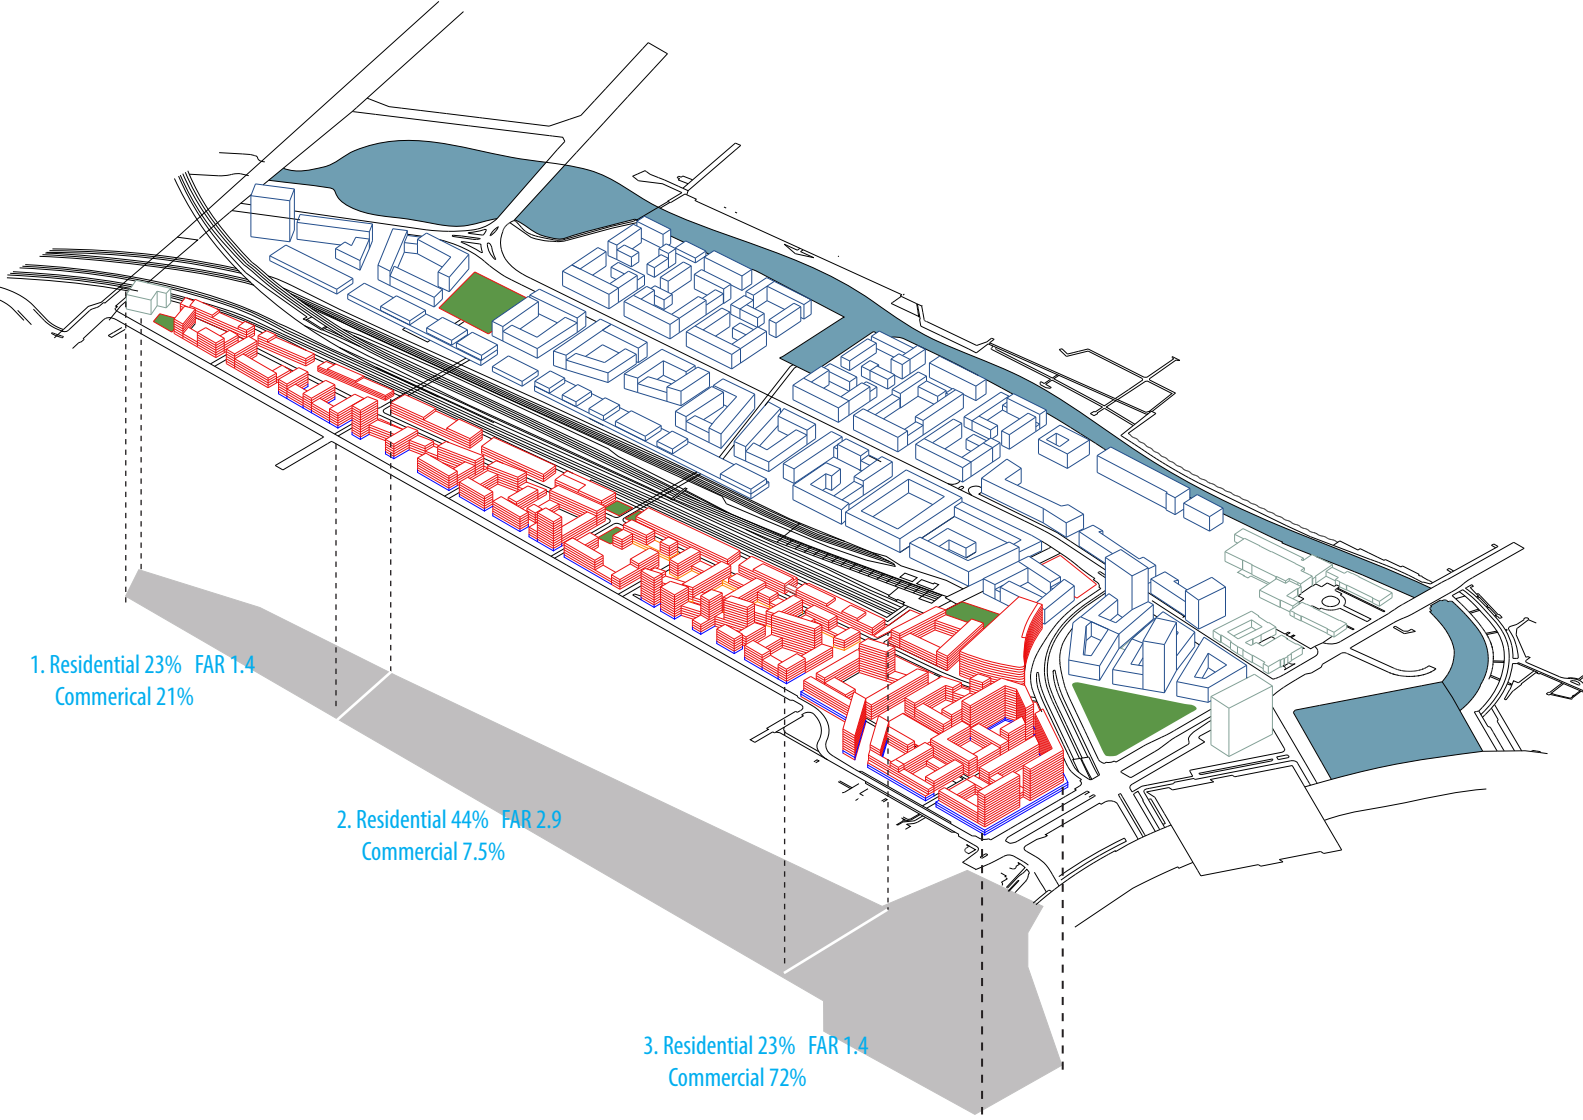 1. Residential 23% FAR 1.4
Commerical 21%
2. Residential 44% FAR 2.9
Commercial 7.5%
3. Residential 23% FAR 1.4
Commercial 72%